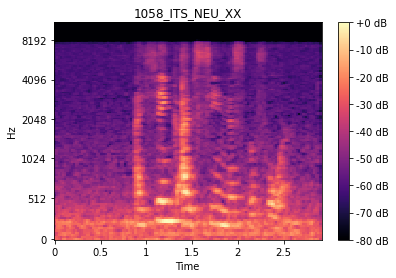 1058_ITS_NEU_XX
Hz
8192
4096
2048
1024
512
0
0 0.5 1 1.5 2 2.5
Time
+0 dB
-10 dB
-20 dB
-30 dB
-40 dB
-50 dB
-60 dB
-70 dB
-80 dB